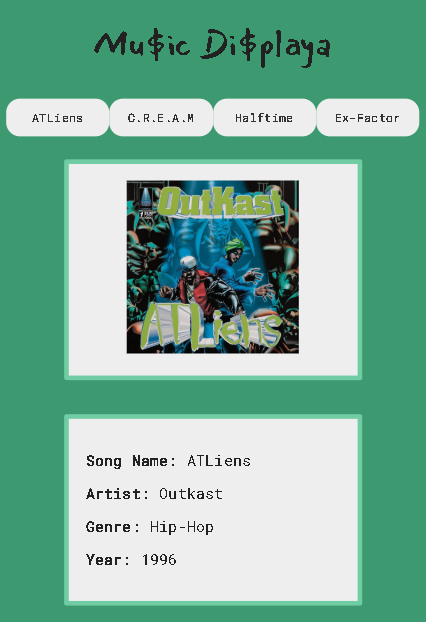 Mu$ic Di$playa
ATLiens C.R.E.A.M Halftime Ex-Factor
OutKast
ATLiens
Song Name: ATLiens
Artist: Outkast
Genre: Hip-Hop
Year: 1996